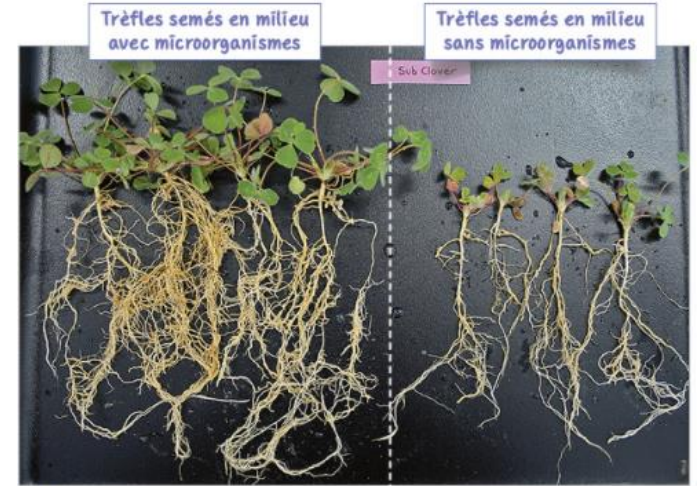 Trèfles semés en milieu
avec microorganismes
Trèfles semés en milieu
sans microorganismes
Sub Clover